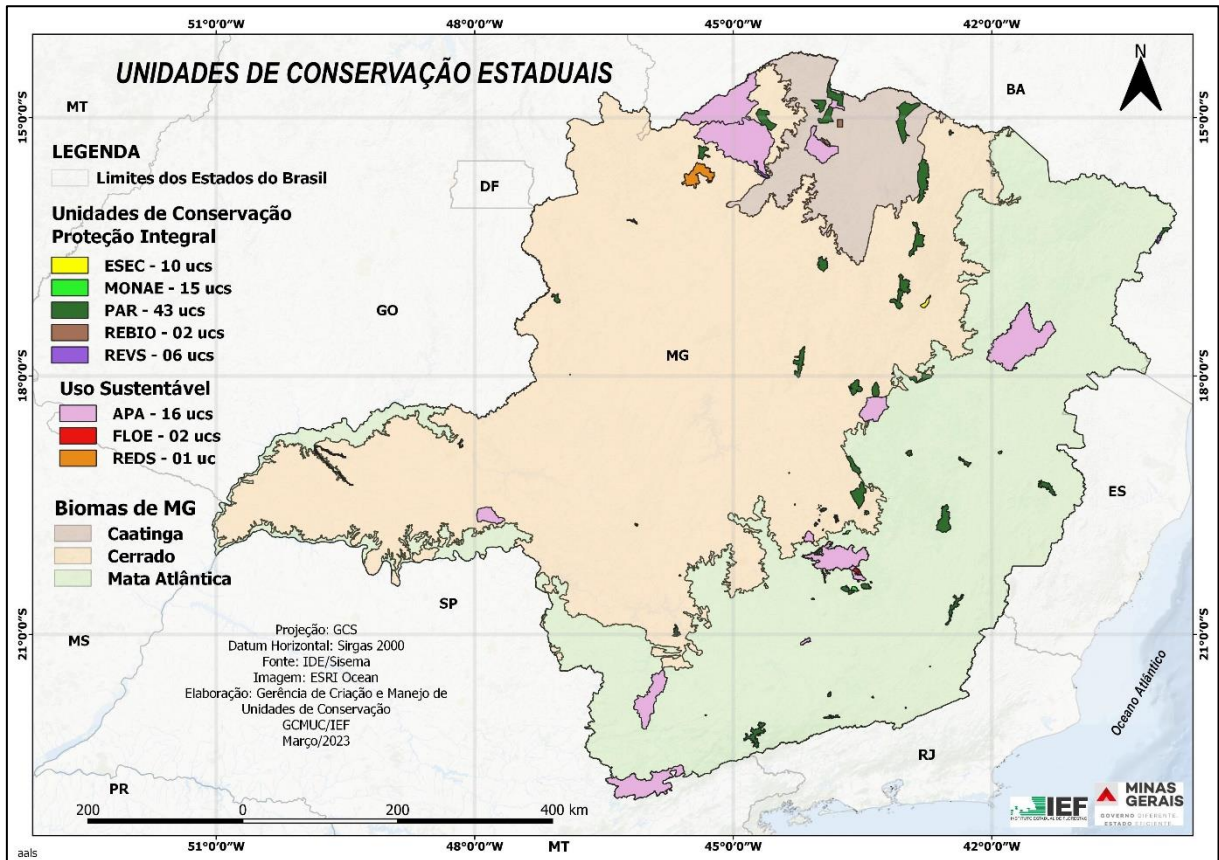 51°0'0"W 48°0'0"W 45°0'0"W 42°0'0"W
UNIDADES DE CONSERVAÇÃO ESTADUAIS
N
MT
BA
15°0'0"S
15°0'0"S
LEGENDA
Limites dos Estados do Brasil
DF
Unidades de Conservação
Proteção Integral
ESEC - 10 ucs
MONAE - 15 ucs
PAR - 43 ucs
REBIO - 02 ucs
REVS - 06 ucs
GO
MG
18°0'0"S
18°0'0"S
Uso Sustentável
APA - 16 ucs
FLOE - 02 ucs
REDS - 01 uc
ES
Biomas de MG
Caatinga
Cerrado
Mata Atlântica
SP
MS
21°0'0"S
21°0'0"S
Projeção: GCS
Datum Horizontal: Sirgas 2000
Fonte: IDE/Sisema
Imagem: ESRI Ocean
Elaboração: Gerência de Criação e Manejo de
Unidades de Conservação
GCMUC/IEF
Março/2023
Oceano Atlântico
RJ
PR
200 0 200 400 km
IEF
MINAS
GERAIS
GOVERNO DIFERENTE.
ESTADO EFICIENTE.
aals
51°0'0"W 48°0'0"W MT 45°0'0"W 42°0'0"W